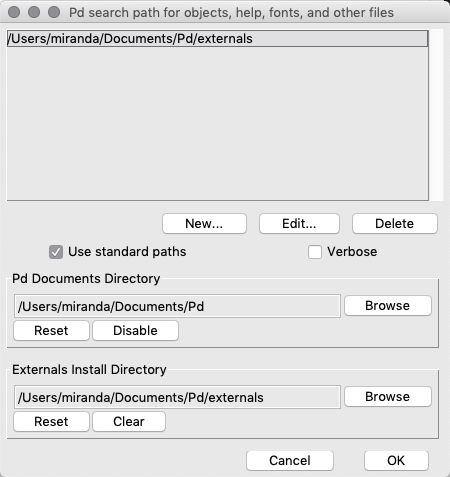 Pd search path for objects, help, fonts, and other files
/Users/miranda/Documents/Pd/externals
New... Edit... Delete
Use standard paths Verbose
Pd Documents Directory
/Users/miranda/Documents/Pd Browse
Reset Disable
Externals Install Directory
/Users/miranda/Documents/Pd/externals Browse
Reset Clear
Cancel OK